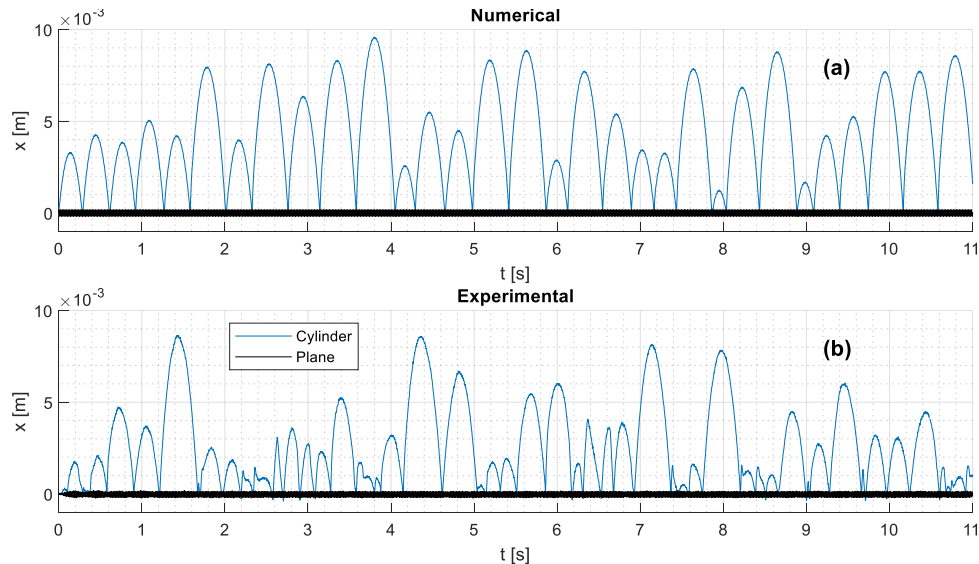 Numerical
×10⁻³
10
5
0
x [m]
(a)
0 1 2 3 4 5 6 7 8 9 10 11
t [s]
Experimental
×10⁻³
10
5
0
x [m]
Cylinder
Plane
(b)
0 1 2 3 4 5 6 7 8 9 10 11
t [s]